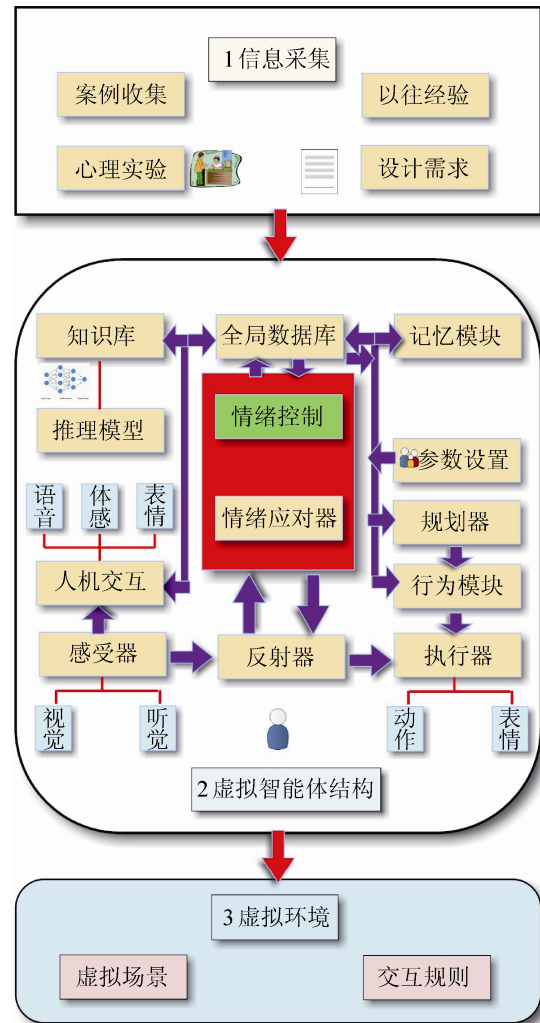 1信息采集
案例收集
以往经验
心理实验
设计需求
知识库
全局数据库
记忆模块
推理模型
情绪控制
参数设置
语音
体感
表情
情绪应对器
规划器
人机交互
行为模块
感受器
反射器
执行器
视觉
听觉
动作
表情
2虚拟智能体结构
3虚拟环境
虚拟场景
交互规则